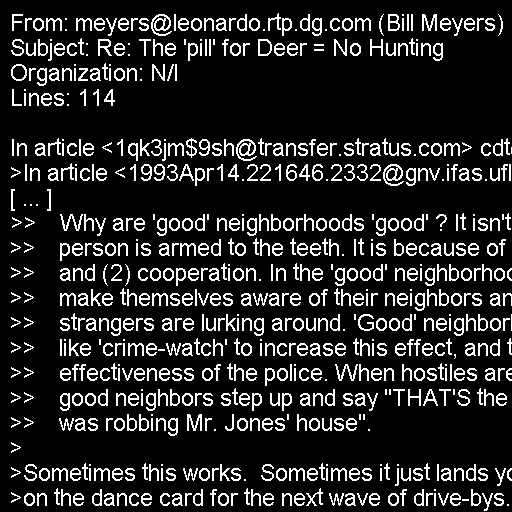 From: meyers@leonardo.rtp.dg.com (Bill Meyers)
Subject: Re: The 'pill' for Deer = No Hunting
Organization: N/I
Lines: 114

In article <1qk3jm$9sh@transfer.stratus.com> cdt
>In article <1993Apr14.221646.2332@gnv.ifas.ufl
[ ... ]
>>    Why are 'good' neighborhoods 'good' ? It isn't
>>    person is armed to the teeth. It is because of
>>    and (2) cooperation. In the 'good' neighborhoo
>>    make themselves aware of their neighbors an
>>    strangers are lurking around. 'Good' neighborh
>>    like 'crime-watch' to increase this effect, and t
>>    effectiveness of the police. When hostiles are
>>    good neighbors step up and say "THAT'S the
>>    was robbing Mr. Jones' house".
>
>Sometimes this works.  Sometimes it just lands yo
>on the dance card for the next wave of drive-bys.